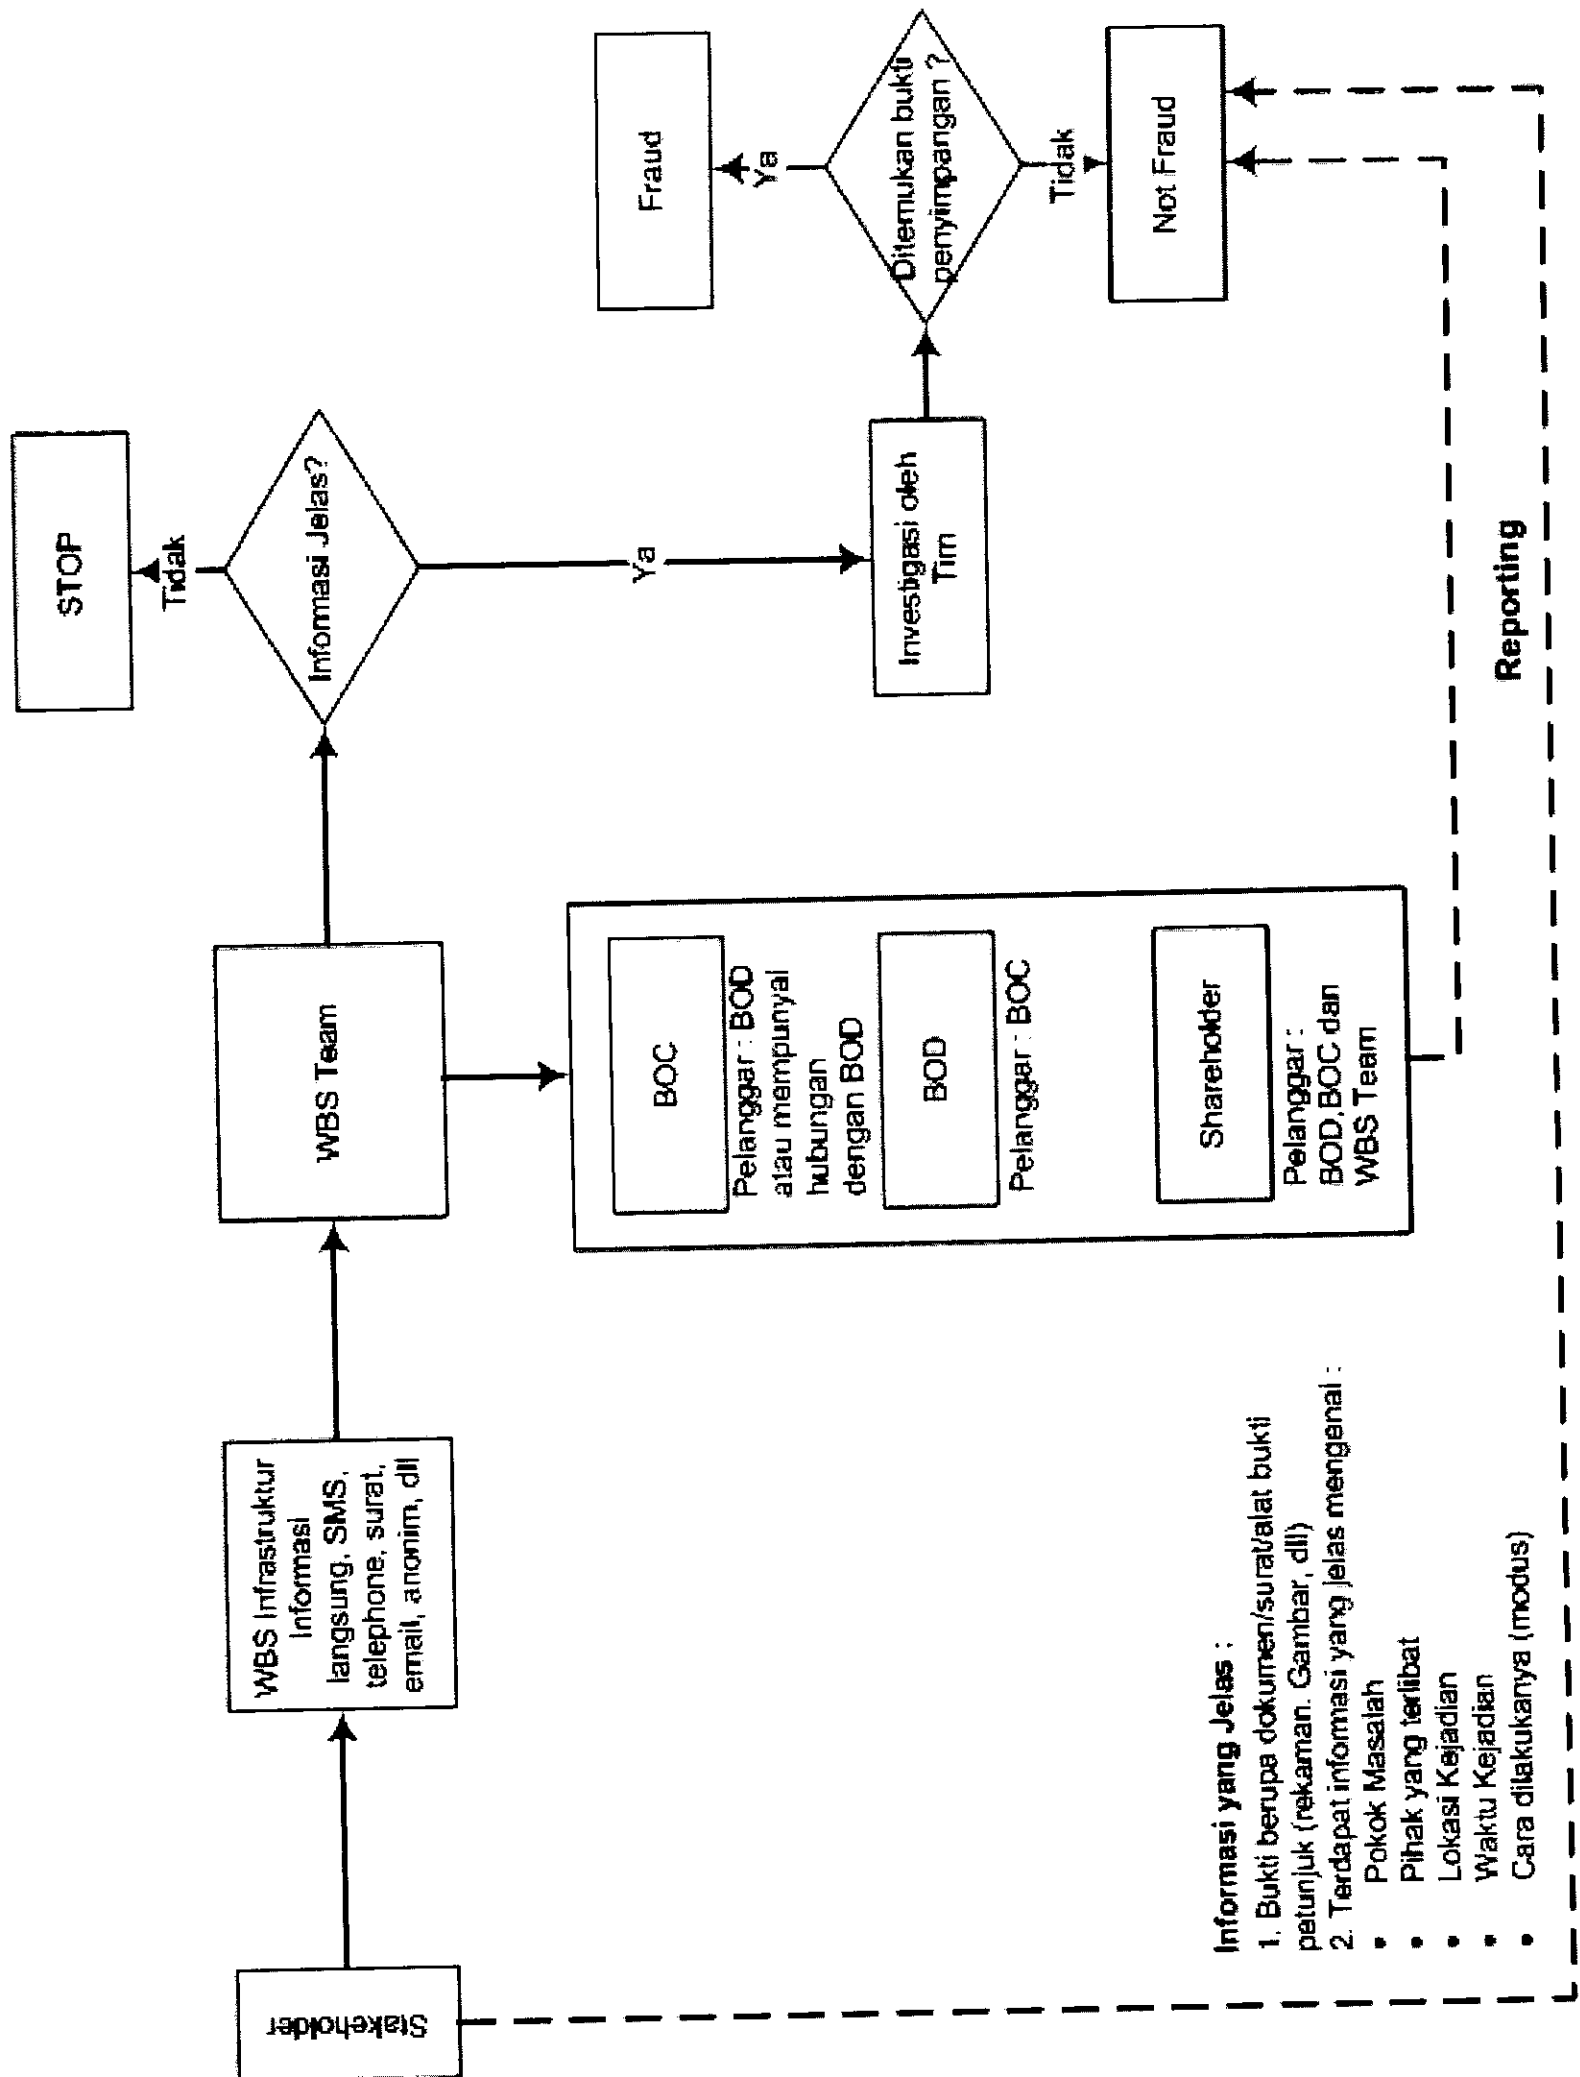 Stakeholder
WBS Infrastruktur
Informasi
langsung, SMS,
telephone, surat,
email, anonim, dll
WBS Team
Informasi Jelas?
Tidak
STOP
Ya
Investigasi oleh
Tim
Ditemukan bukti
penyimpangan ?
Ya
Fraud
Tidak
Not Fraud
BOC
Pelanggar : BOD
atau mempunyai
hubungan
dengan BOD
BOD
Pelanggar : BOC
Shareholder
Pelanggar :
BOD, BOC dan
WBS Team
Reporting
Informasi yang Jelas :
1. Bukti berupa dokumen/surat/alat bukti
petunjuk (rekaman. Gambar, dll)
2. Terdapat informasi yang jelas mengenai :
• Pokok Masalah
• Pihak yang terlibat
• Lokasi Kejadian
• Waktu Kejadian
• Cara dilakukanya (modus)